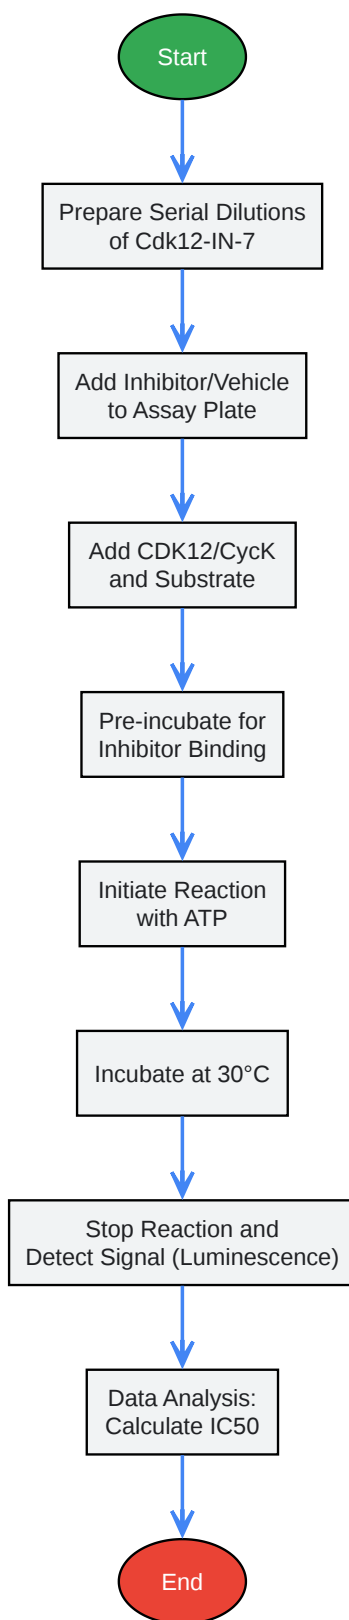 Start
Prepare Serial Dilutions
of Cdk12-IN-7
Add Inhibitor/Vehicle
to Assay Plate
Add CDK12/CycK
and Substrate
Pre-incubate for
Inhibitor Binding
Initiate Reaction
with ATP
Incubate at 30°C
Stop Reaction and
Detect Signal (Luminescence)
Data Analysis:
Calculate IC50
End